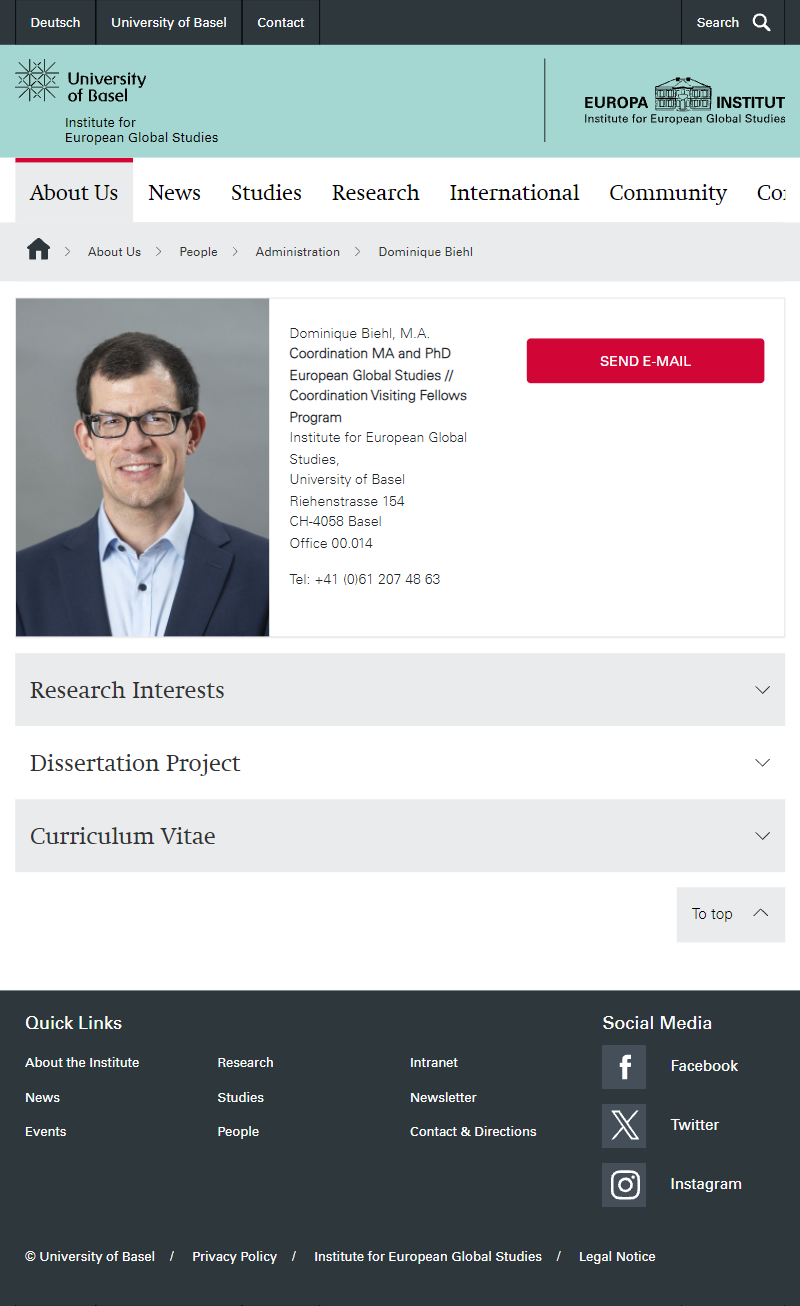 Deutsch
University of Basel
Contact
Search
University
of Basel
Institute for
European Global Studies
EUROPA INSTITUT
Institute for European Global Studies
About Us
News
Studies
Research
International
Community
Co
About Us
People
Administration
Dominique Biehl
Dominique Biehl, M.A.
Coordination MA and PhD
European Global Studies //
Coordination Visiting Fellows
Program
Institute for European Global
Studies,
University of Basel
Riehenstrasse 154
CH-4058 Basel
Office 00.014
Tel: +41 (0)61 207 48 63
SEND E-MAIL
Research Interests
Dissertation Project
Curriculum Vitae
To top
Quick Links
About the Institute
News
Events
Research
Studies
People
Intranet
Newsletter
Contact & Directions
Social Media
Facebook
Twitter
Instagram
© University of Basel / Privacy Policy / Institute for European Global Studies / Legal Notice